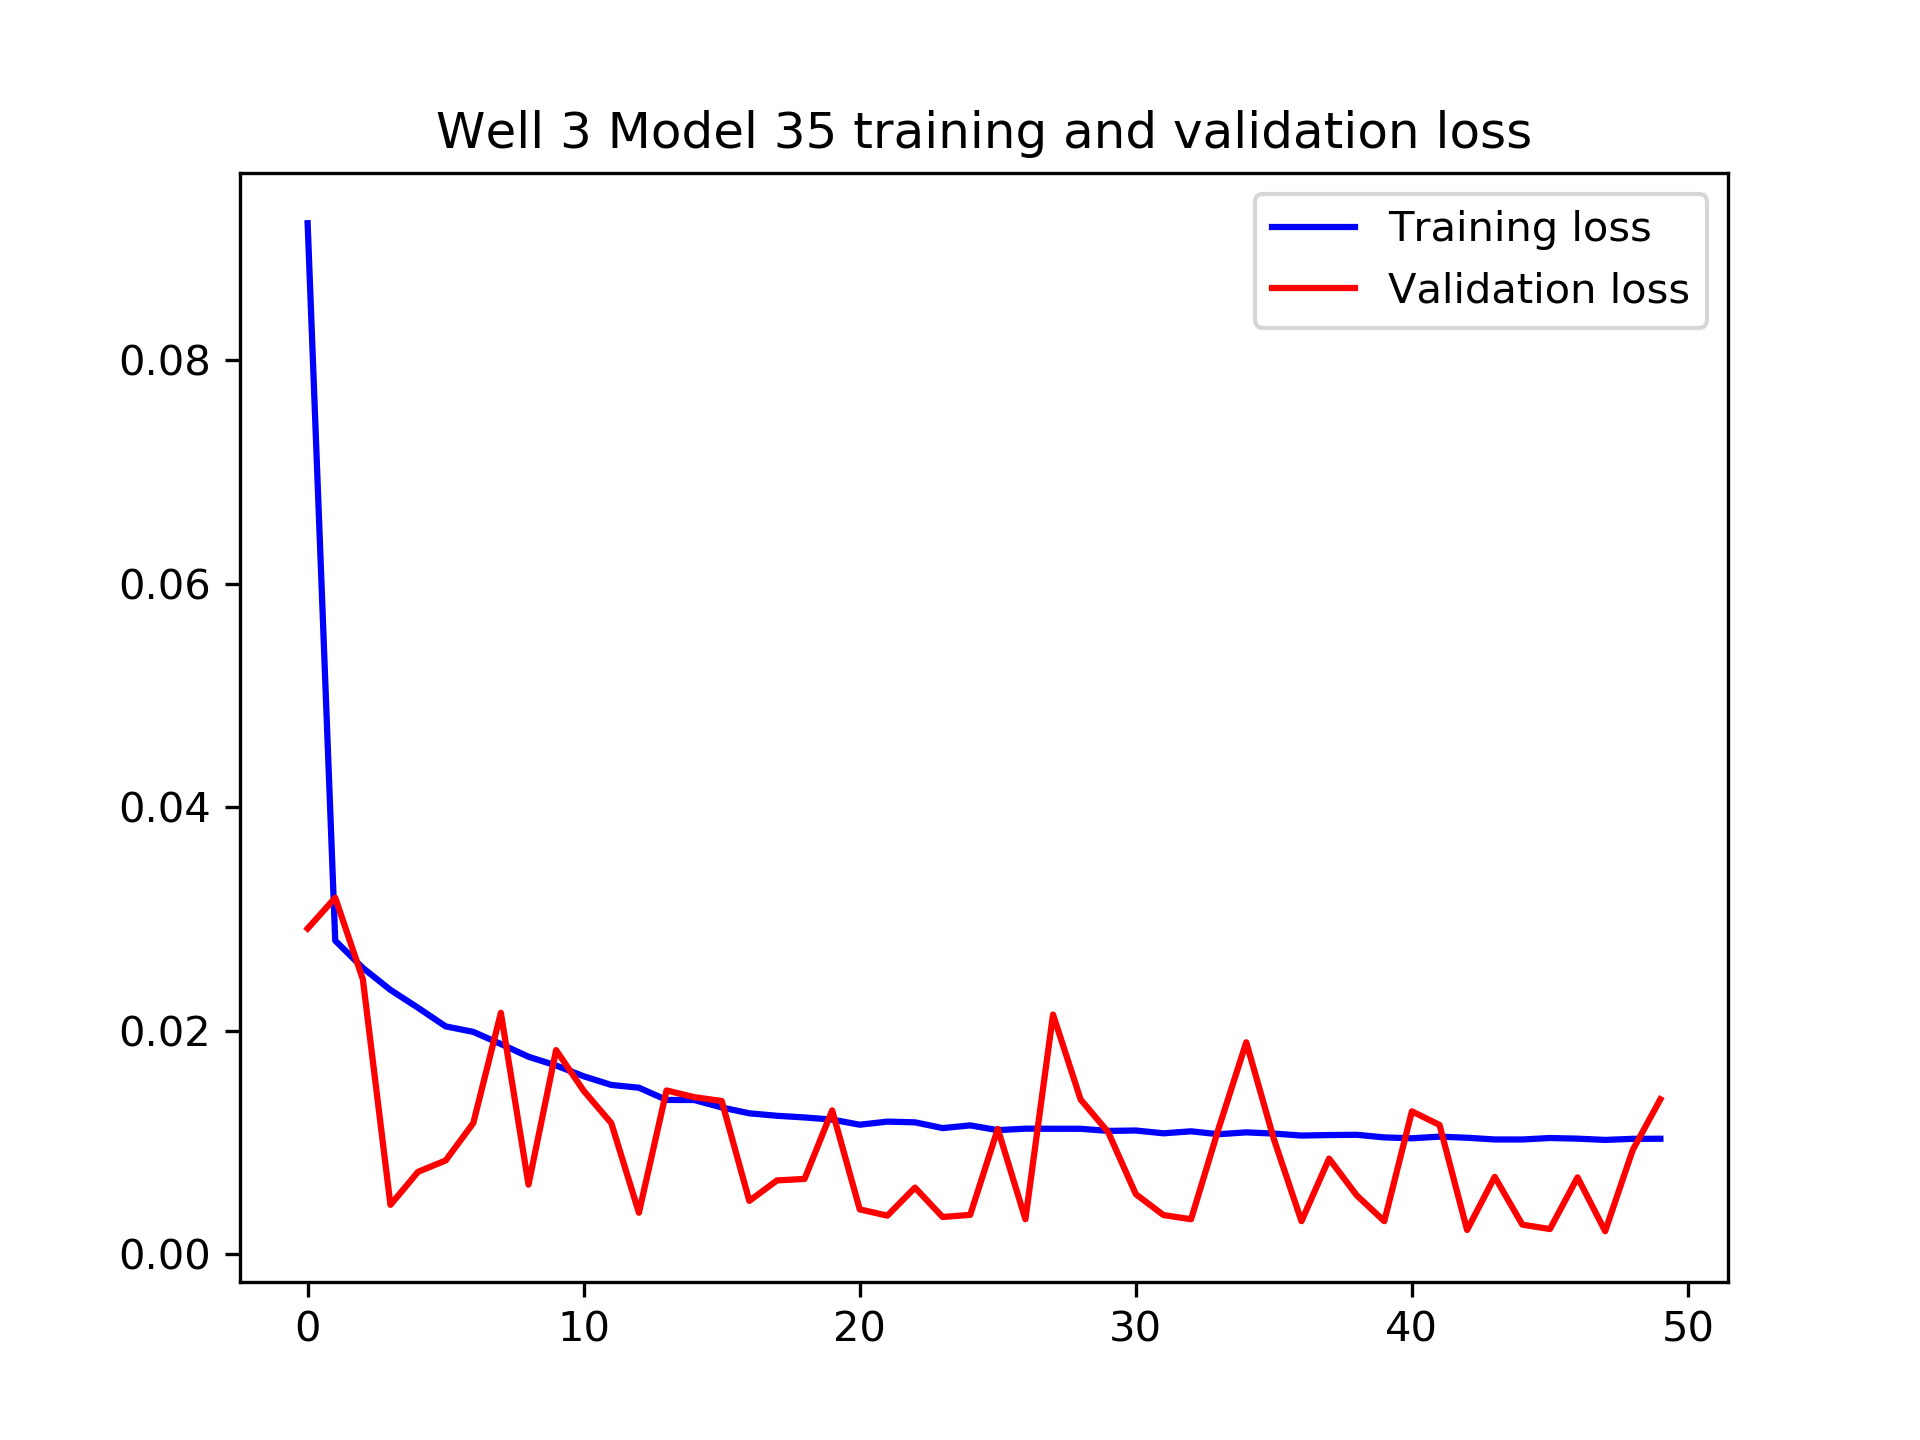 Well 3 Model 35 training and validation loss
Training loss
Validation loss
0.08
0.06
0.04
0.02
0.00
0 10 20 30 40 50